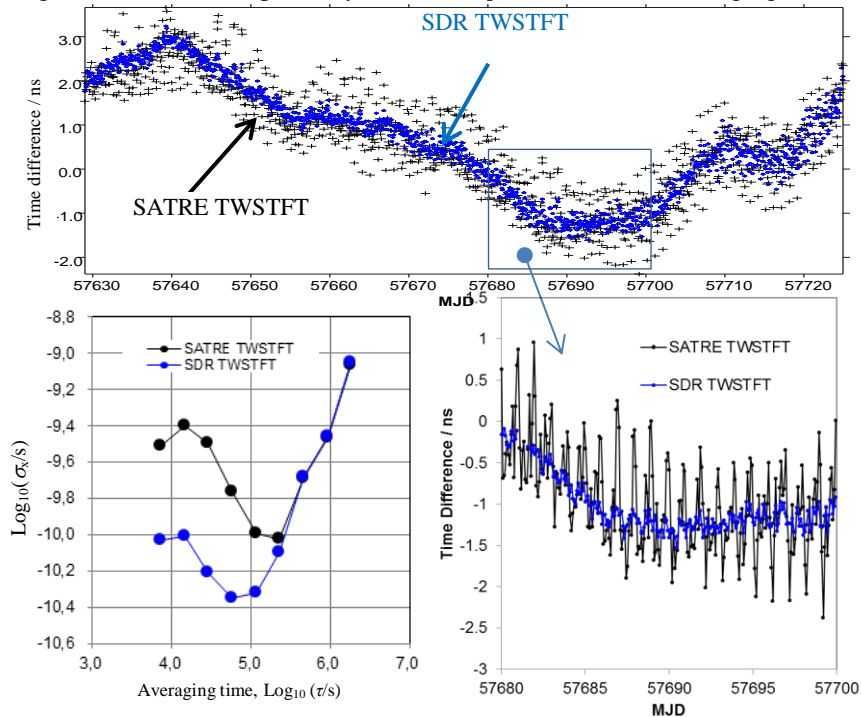 SDR TWSTFT
SATRE TWSTFT
Time difference / ns
3.0
2.0
1.0
0.0
-1.0
-2.0
57630 57640 57650 57660 57670 57680 57690 57700 57710 57720
MJD
-8,8
-9,0
-9,2
-9,4
-9,6
-9,8
-10,0
-10,2
-10,4
-10,6
Log₁₀(σₓ/s)
SATRE TWSTFT
SDR TWSTFT
3,0 4,0 5,0 6,0 7,0
Averaging time, Log₁₀ (τ/s)
1.5
1
0.5
0
-0.5
-1
-1.5
-2
-2.5
-3
Time Difference / ns
SATRE TWSTFT
SDR TWSTFT
57680 57685 57690 57695 57700
MJD